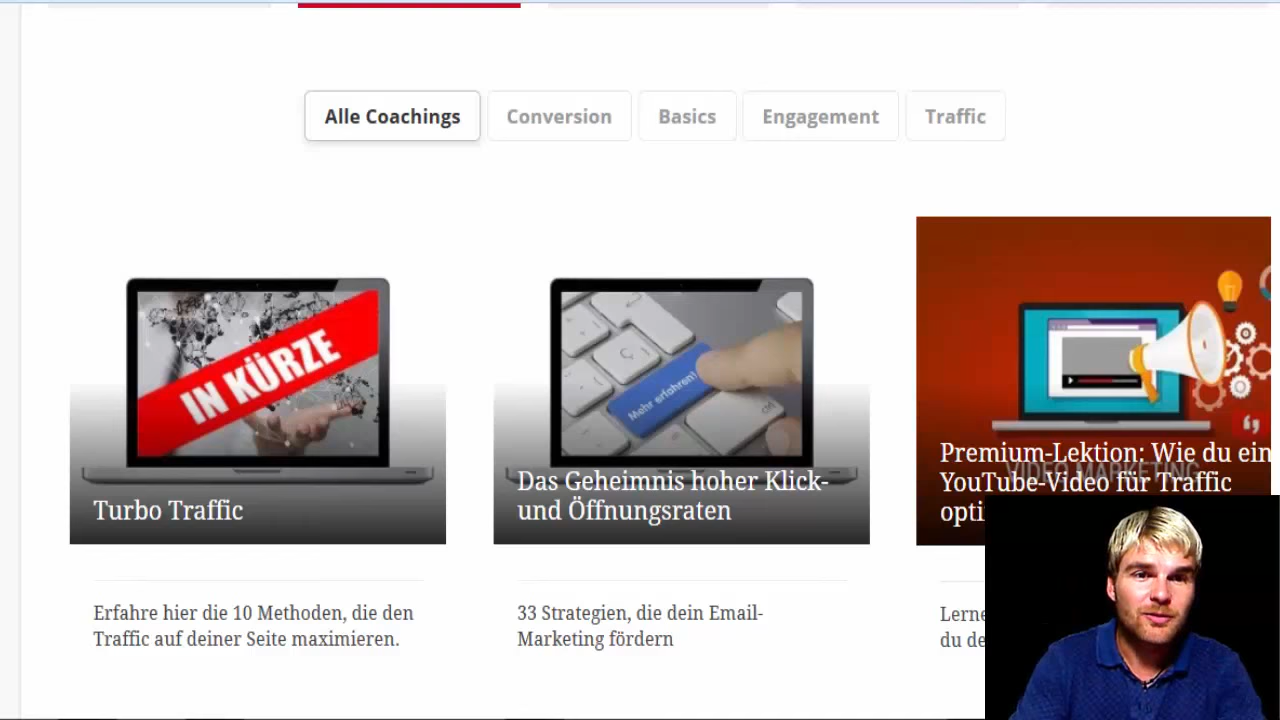 Alle Coachings
Conversion
Basics
Engagement
Traffic
IN KÜRZE
Mehr erfahren!
Turbo Traffic
Das Geheimnis hoher Klick-
und Öffnungsraten
VIDEO MARKETING
Premium-Lektion: Wie du ein
YouTube-Video für Traffic
opti
Erfahre hier die 10 Methoden, die den
Traffic auf deiner Seite maximieren.
33 Strategien, die dein Email-
Marketing fördern
Lerne
du de